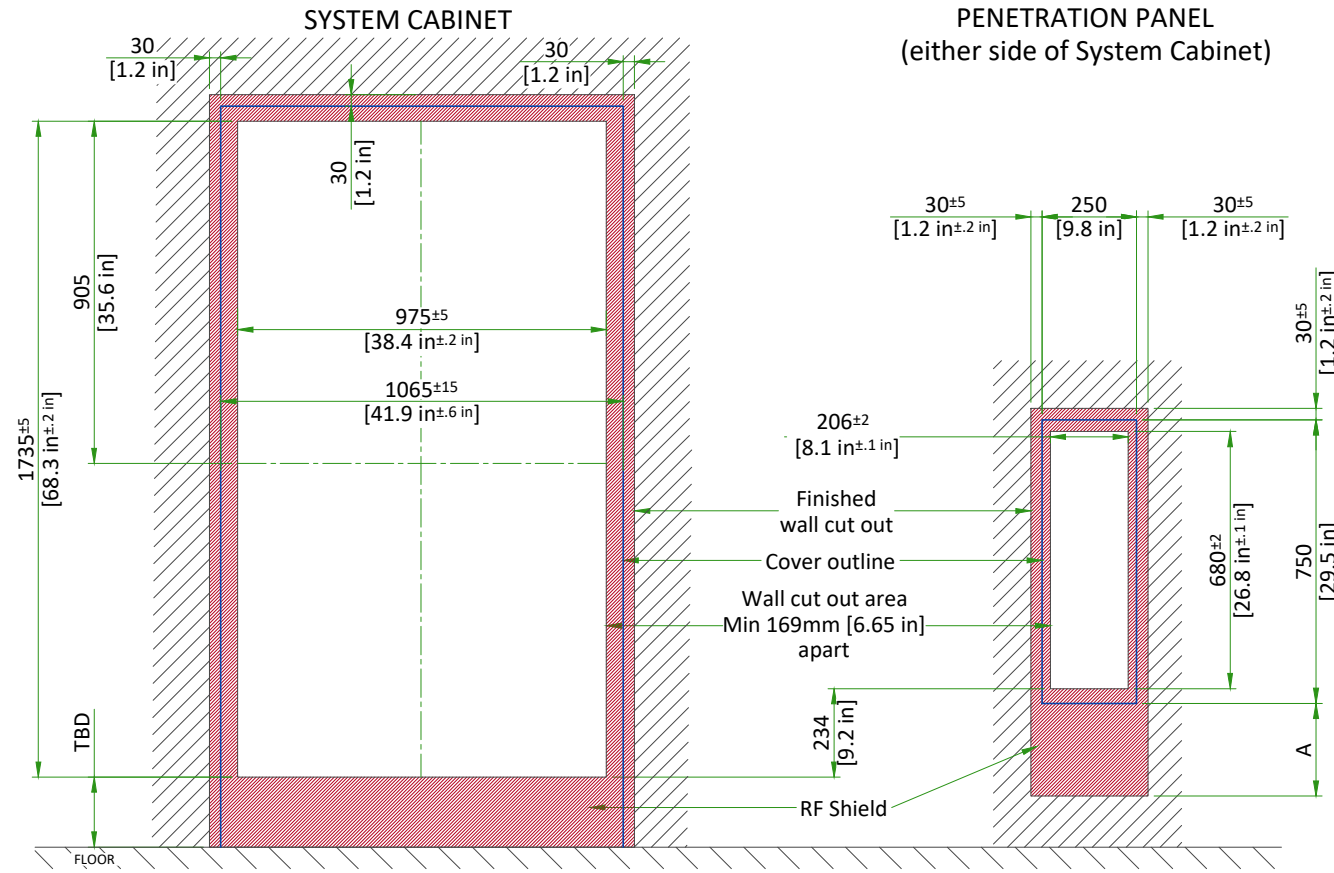 SYSTEM CABINET
PENETRATION PANEL
(either side of System Cabinet)
30
[1.2 in]
30
[1.2 in]
30
[1.2 in]
905
[35.6 in]
1735±5
[68.3 in±.2 in]
975±5
[38.4 in±.2 in]
1065±15
[41.9 in±.6 in]
TBD
FLOOR
30±5
[1.2 in±.2 in]
250
[9.8 in]
30±5
[1.2 in±.2 in]
30±5
[1.2 in±.2 in]
206±2
[8.1 in±.1 in]
Finished
wall cut out
Cover outline
Wall cut out area
Min 169mm [6.65 in]
apart
680±2
[26.8 in±.1 in]
750
[29.5 in]
234
[9.2 in]
A
RF Shield